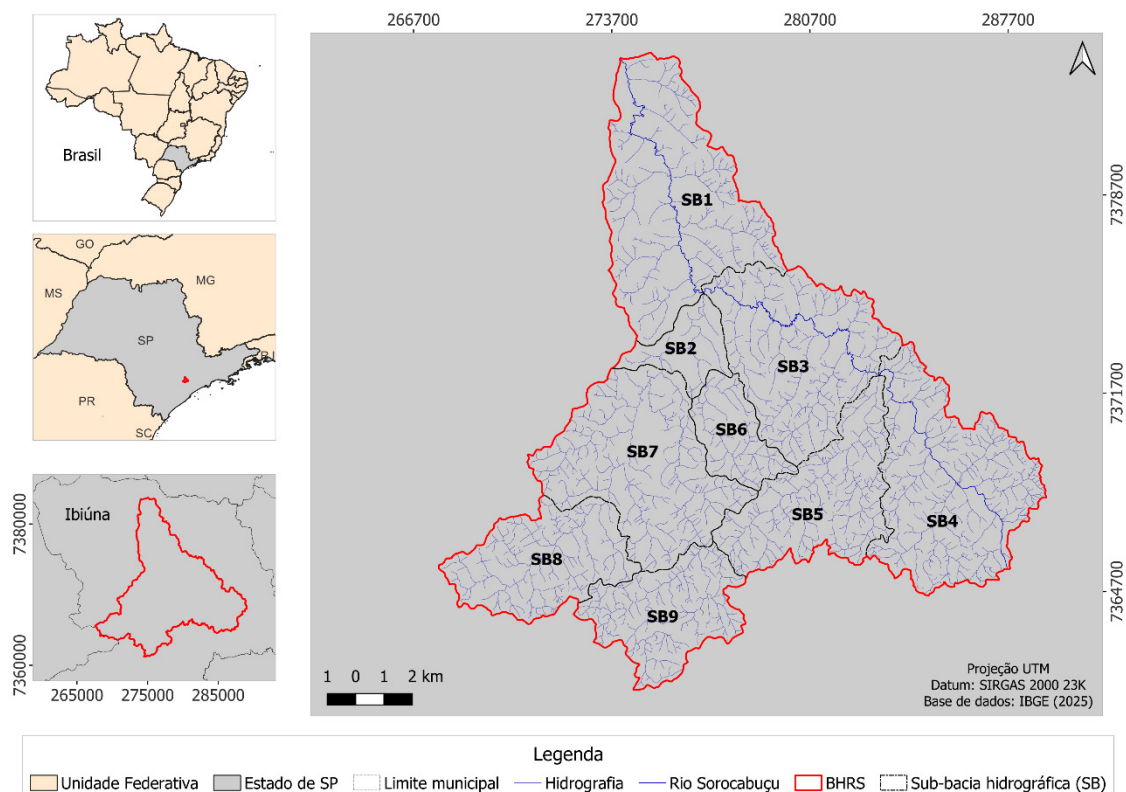 Brasil
GO
MS
MG
SP
RJ
PR
SC
Ibiúna
7380000
7360000
265000 275000 285000
266700 273700 280700 287700
7378700
7371700
7364700
SB1
SB2
SB3
SB6
SB7
SB5
SB4
SB8
SB9
1 0 1 2 km
Projeção UTM
Datum: SIRGAS 2000 23K
Base de dados: IBGE (2025)
Legenda
Unidade Federativa Estado de SP Limite municipal Hidrografia Rio Sorocabuçu BHRS Sub-bacia hidrográfica (SB)